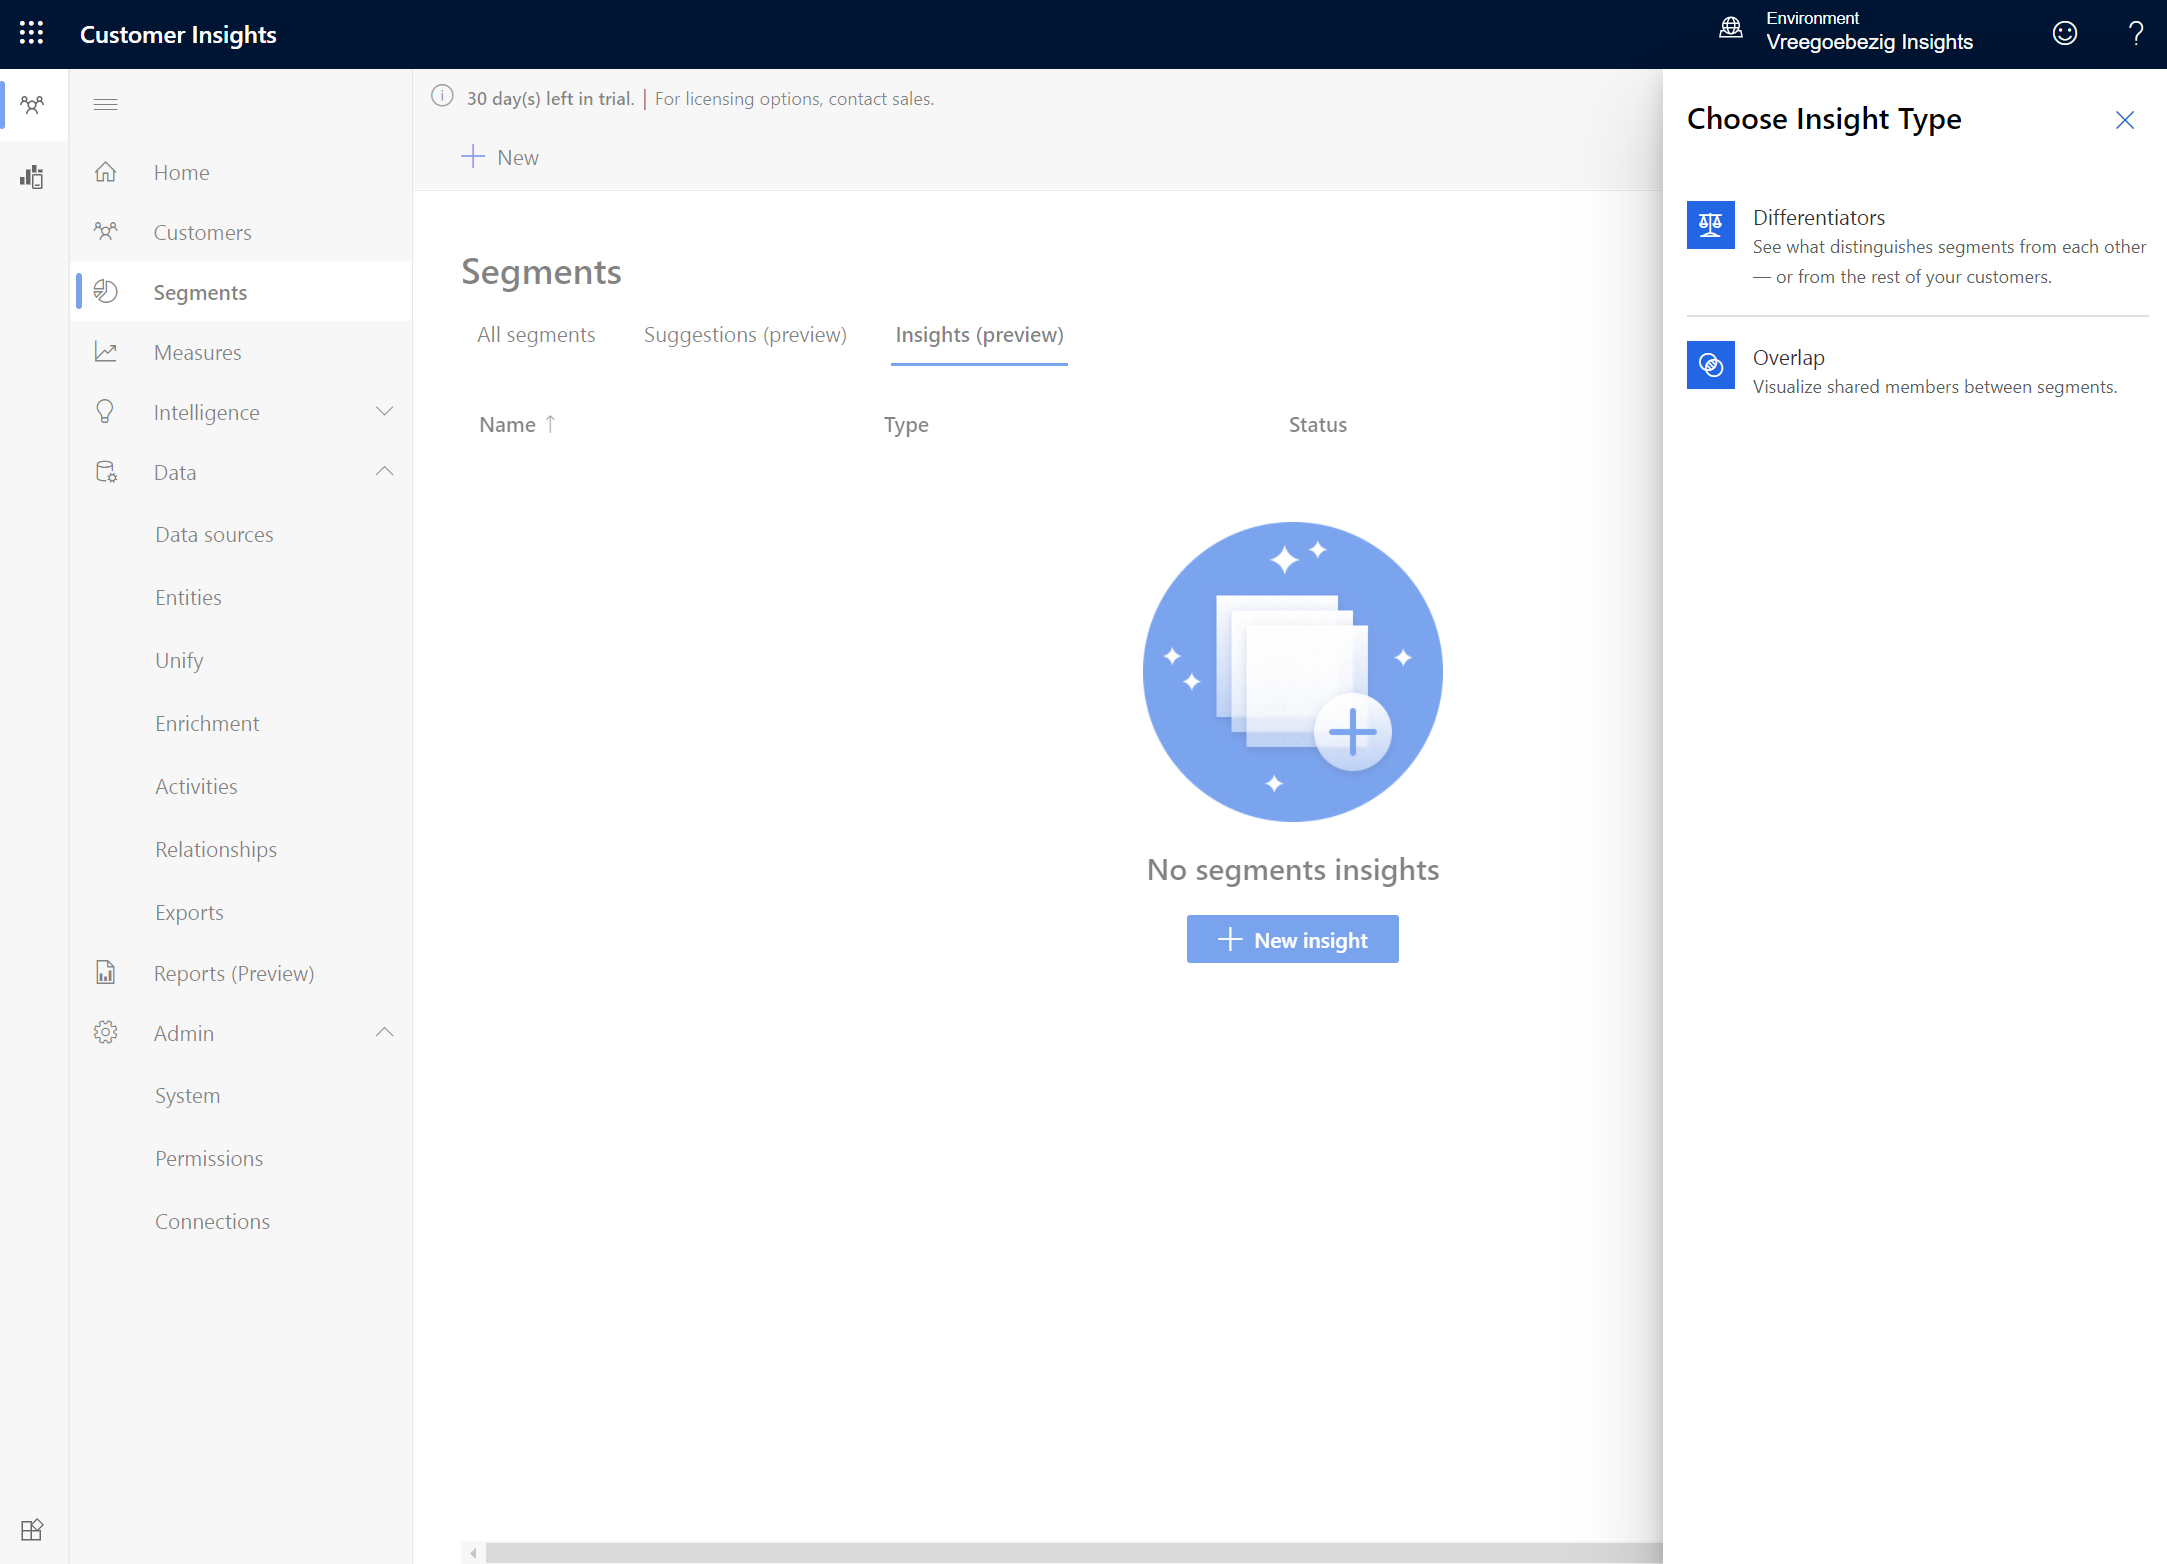 Customer Insights
Environment
Vreegoebezig Insights
?
30 day(s) left in trial. | For licensing options, contact sales.
New
Home
Customers
Segments
Measures
Intelligence
Data
Data sources
Entities
Unify
Enrichment
Activities
Relationships
Exports
Reports (Preview)
Admin
System
Permissions
Connections
Segments
All segments Suggestions (preview) Insights (preview)
Name ↑ Type Status
No segments insights
New insight
Choose Insight Type
Differentiators
See what distinguishes segments from each other
— or from the rest of your customers.
Overlap
Visualize shared members between segments.